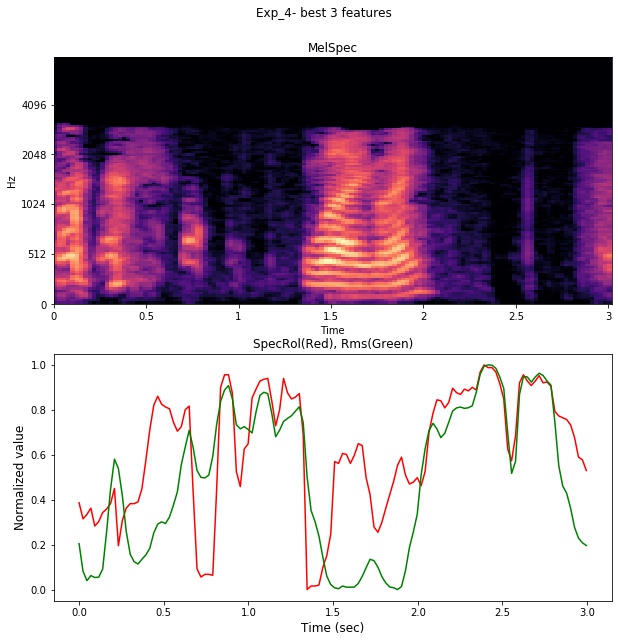 Exp_4- best 3 features
MelSpec
4096
2048
1024
512
0
Hz
0 0.5 1 1.5 2 2.5 3
Time
SpecRol(Red), Rms(Green)
1.0
0.8
0.6
0.4
0.2
0.0
Normalized value
0.0 0.5 1.0 1.5 2.0 2.5 3.0
Time (sec)